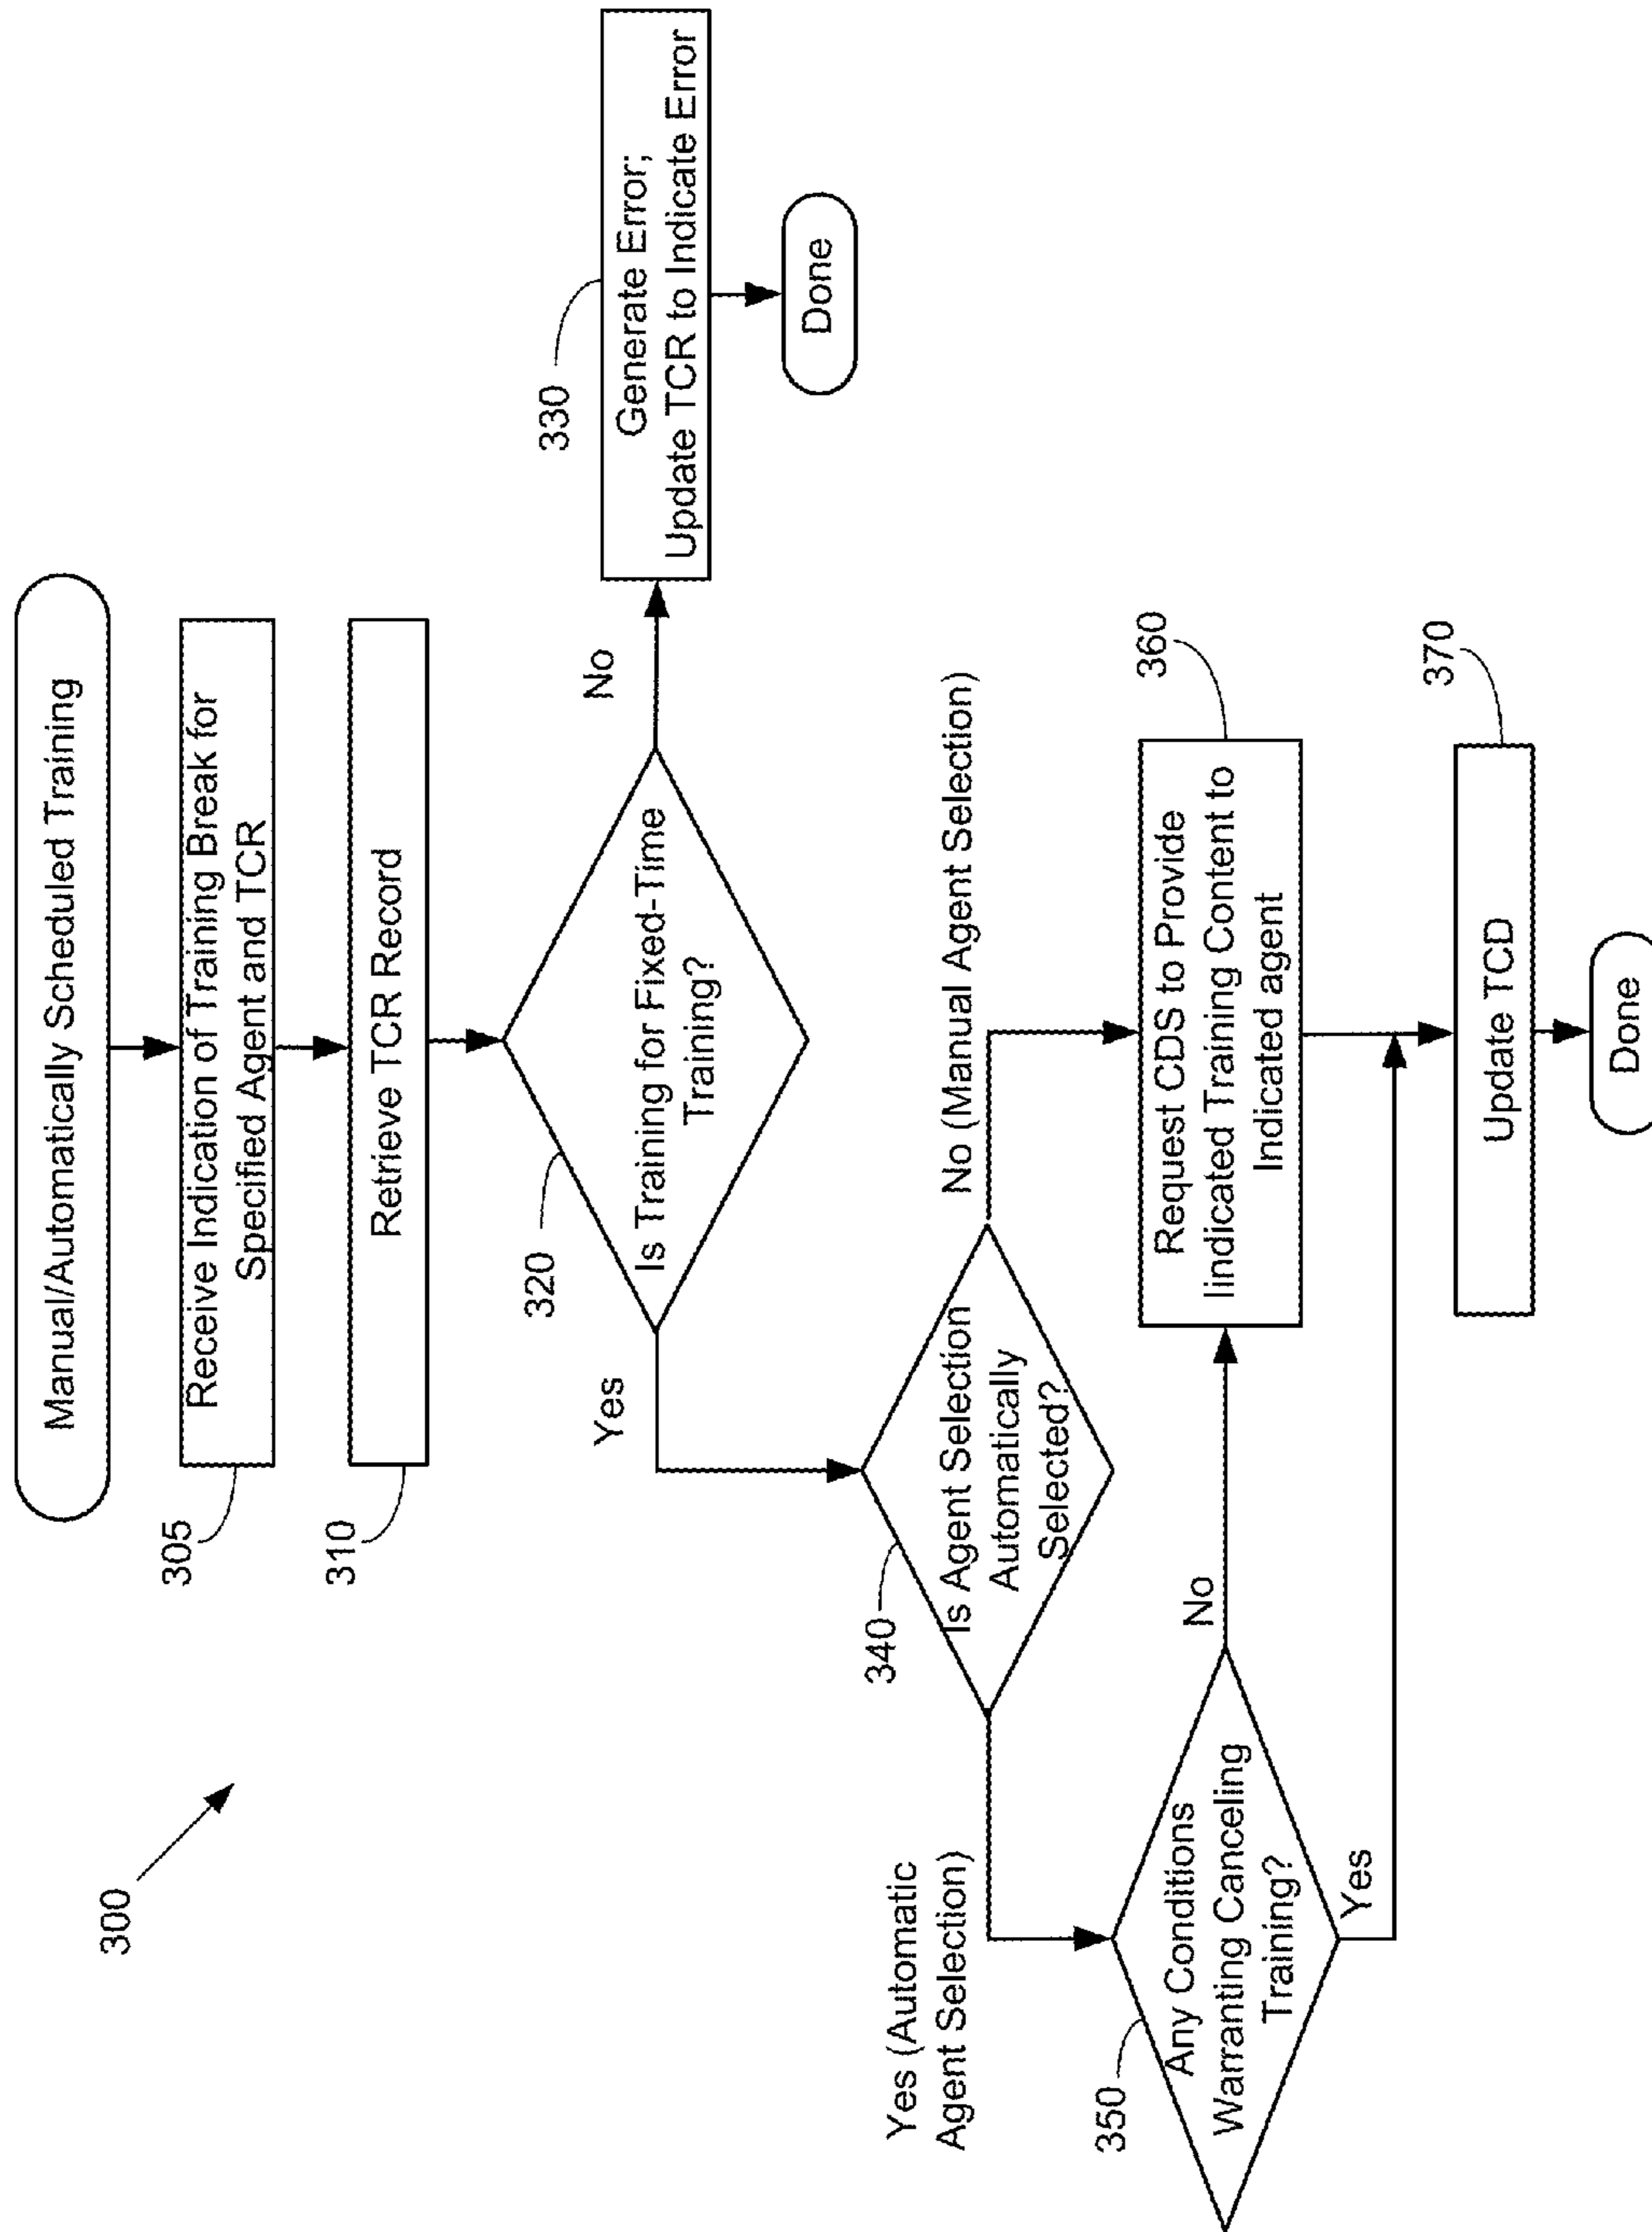 300
Manual/Automatically Scheduled Training
305
Receive Indication of Training Break for
Specified Agent and TCR
310
Retrieve TCR Record
320
Is Training for Fixed-Time
Training?
No
330
Generate Error;
Update TCR to Indicate Error
Done
Yes
340
Is Agent Selection
Automatically
Selected?
Yes (Automatic
Agent Selection)
No (Manual Agent Selection)
350
Any Conditions
Warranting Canceling
Training?
No
Yes
360
Request CDS to Provide
Iindicated Training Content to
Indicated agent
370
Update TCD
Done